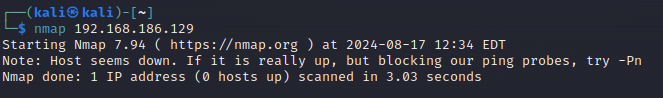 ┌──(kali㉿kali)-[~]
└─$ nmap 192.168.186.129
Starting Nmap 7.94 ( https://nmap.org ) at 2024-08-17 12:34 EDT
Note: Host seems down. If it is really up, but blocking our ping probes, try -Pn
Nmap done: 1 IP address (0 hosts up) scanned in 3.03 seconds